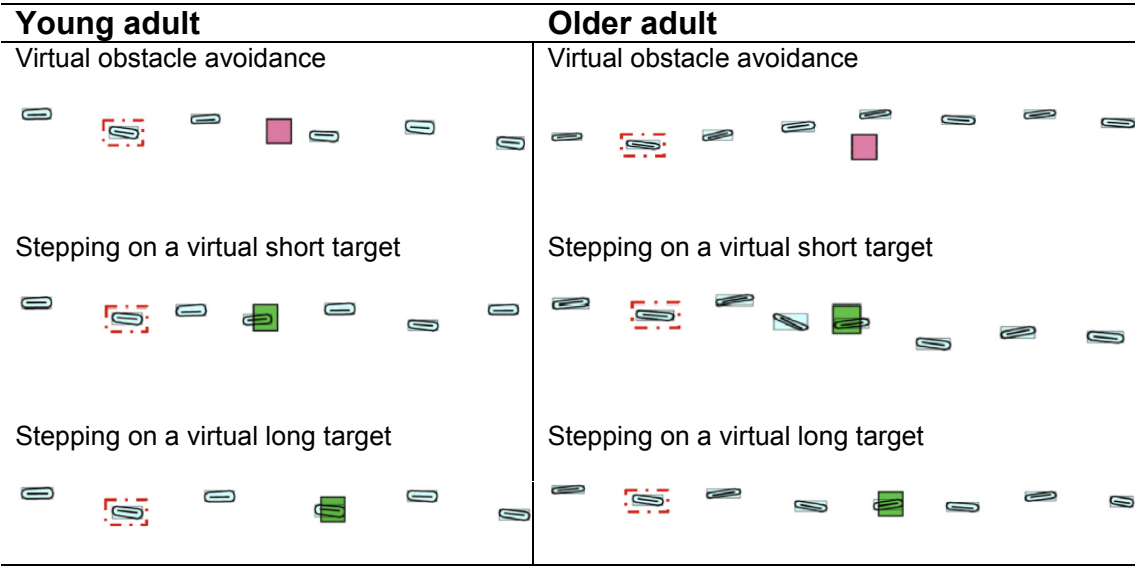 Young adult
Older adult
Virtual obstacle avoidance
Virtual obstacle avoidance
Stepping on a virtual short target
Stepping on a virtual short target
Stepping on a virtual long target
Stepping on a virtual long target